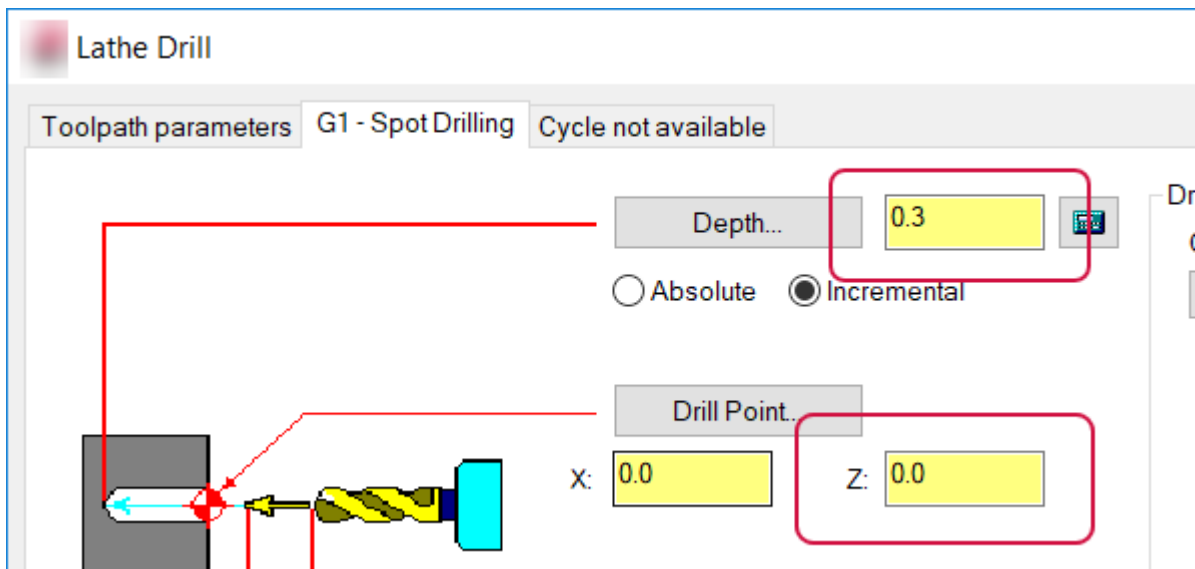 Lathe Drill
Toolpath parameters G1 - Spot Drilling Cycle not available
Depth... 0.3
Absolute Incremental
Drill Point..
X: 0.0 Z: 0.0